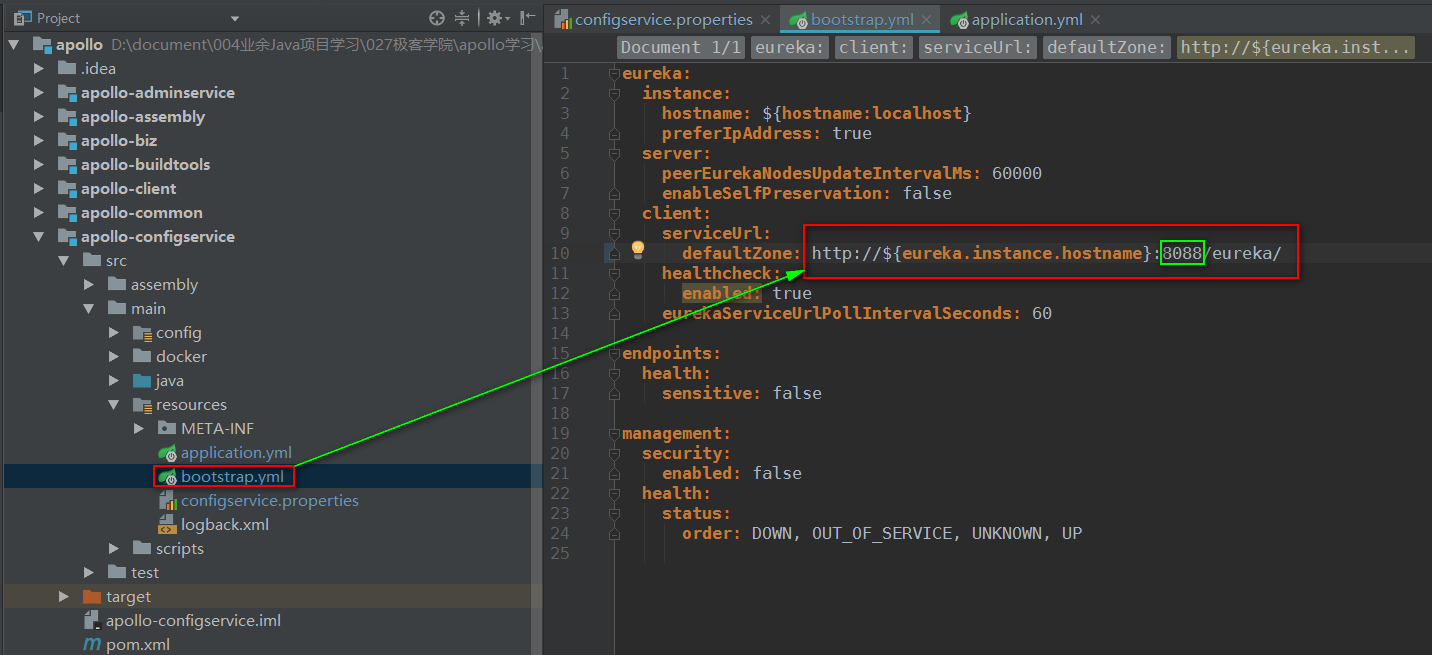 Project
apollo D:\document\004业余Java项目学习\027极客学院\apollo学习\
.idea
apollo-adminservice
apollo-assembly
apollo-biz
apollo-buildtools
apollo-client
apollo-common
apollo-configservice
src
assembly
main
config
docker
java
resources
META-INF
application.yml
bootstrap.yml
configservice.properties
logback.xml
scripts
test
target
apollo-configservice.iml
pom.xml
configservice.properties bootstrap.yml application.yml
Document 1/1 eureka: client: serviceUrl: defaultZone: http://${eureka.inst...
1 eureka:
2 instance:
3 hostname: ${hostname:localhost}
4 preferIpAddress: true
5 server:
6 peerEurekaNodesUpdateIntervalMs: 60000
7 enableSelfPreservation: false
8 client:
9 serviceUrl:
10 defaultZone: http://${eureka.instance.hostname}:8088/eureka/
11 healthcheck:
12 enabled: true
13 eurekaServiceUrlPollIntervalSeconds: 60
14
15 endpoints:
16 health:
17 sensitive: false
18
19 management:
20 security:
21 enabled: false
22 health:
23 status:
24 order: DOWN, OUT_OF_SERVICE, UNKNOWN, UP
25